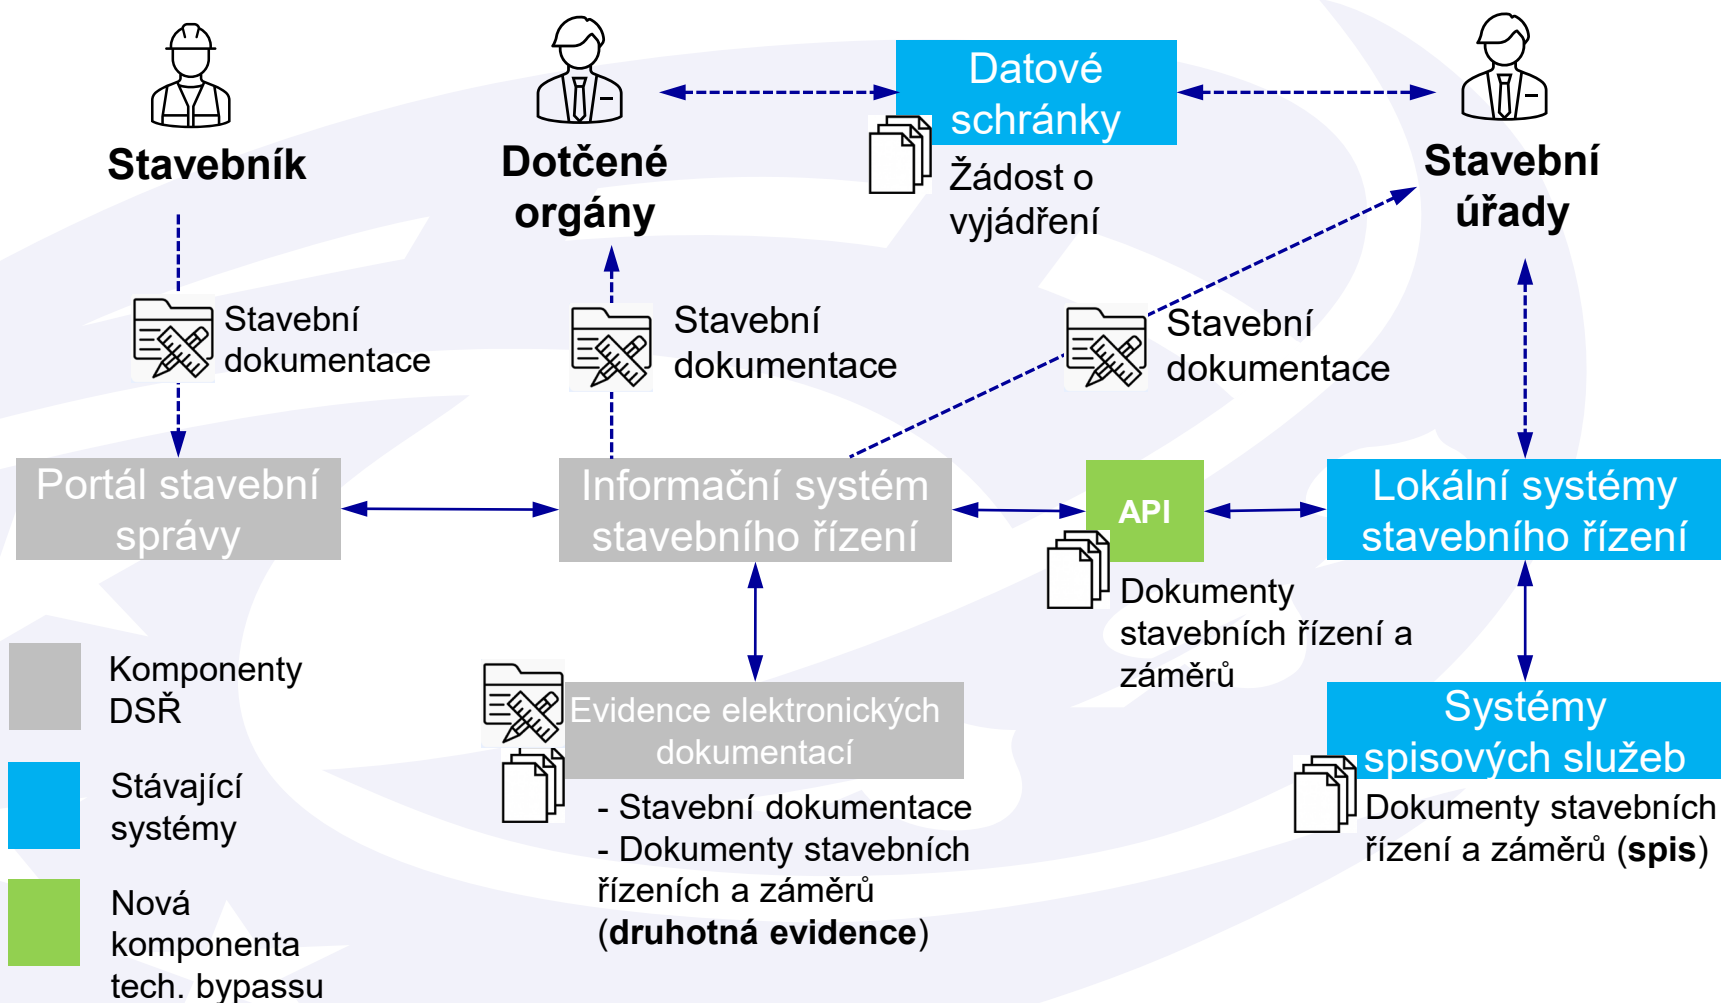 Stavebník
Dotčené
orgány
Datové
schránky
Žádost o
vyjádření
Stavební
úřady
Stavební
dokumentace
Stavební
dokumentace
Stavební
dokumentace
Portál stavební
správy
Informační systém
stavebního řízení
API
Lokální systémy
stavebního řízení
Dokumenty
stavebních řízení a
záměrů
Komponenty
DSŘ
Evidence elektronických
dokumentací
Systémy
spisových služeb
Stávající
systémy
- Stavební dokumentace
- Dokumenty stavebních
řízeních a záměrů
(druhotná evidence)
Dokumenty stavebních
řízení a záměrů (spis)
Nová
komponenta
tech. bypassu